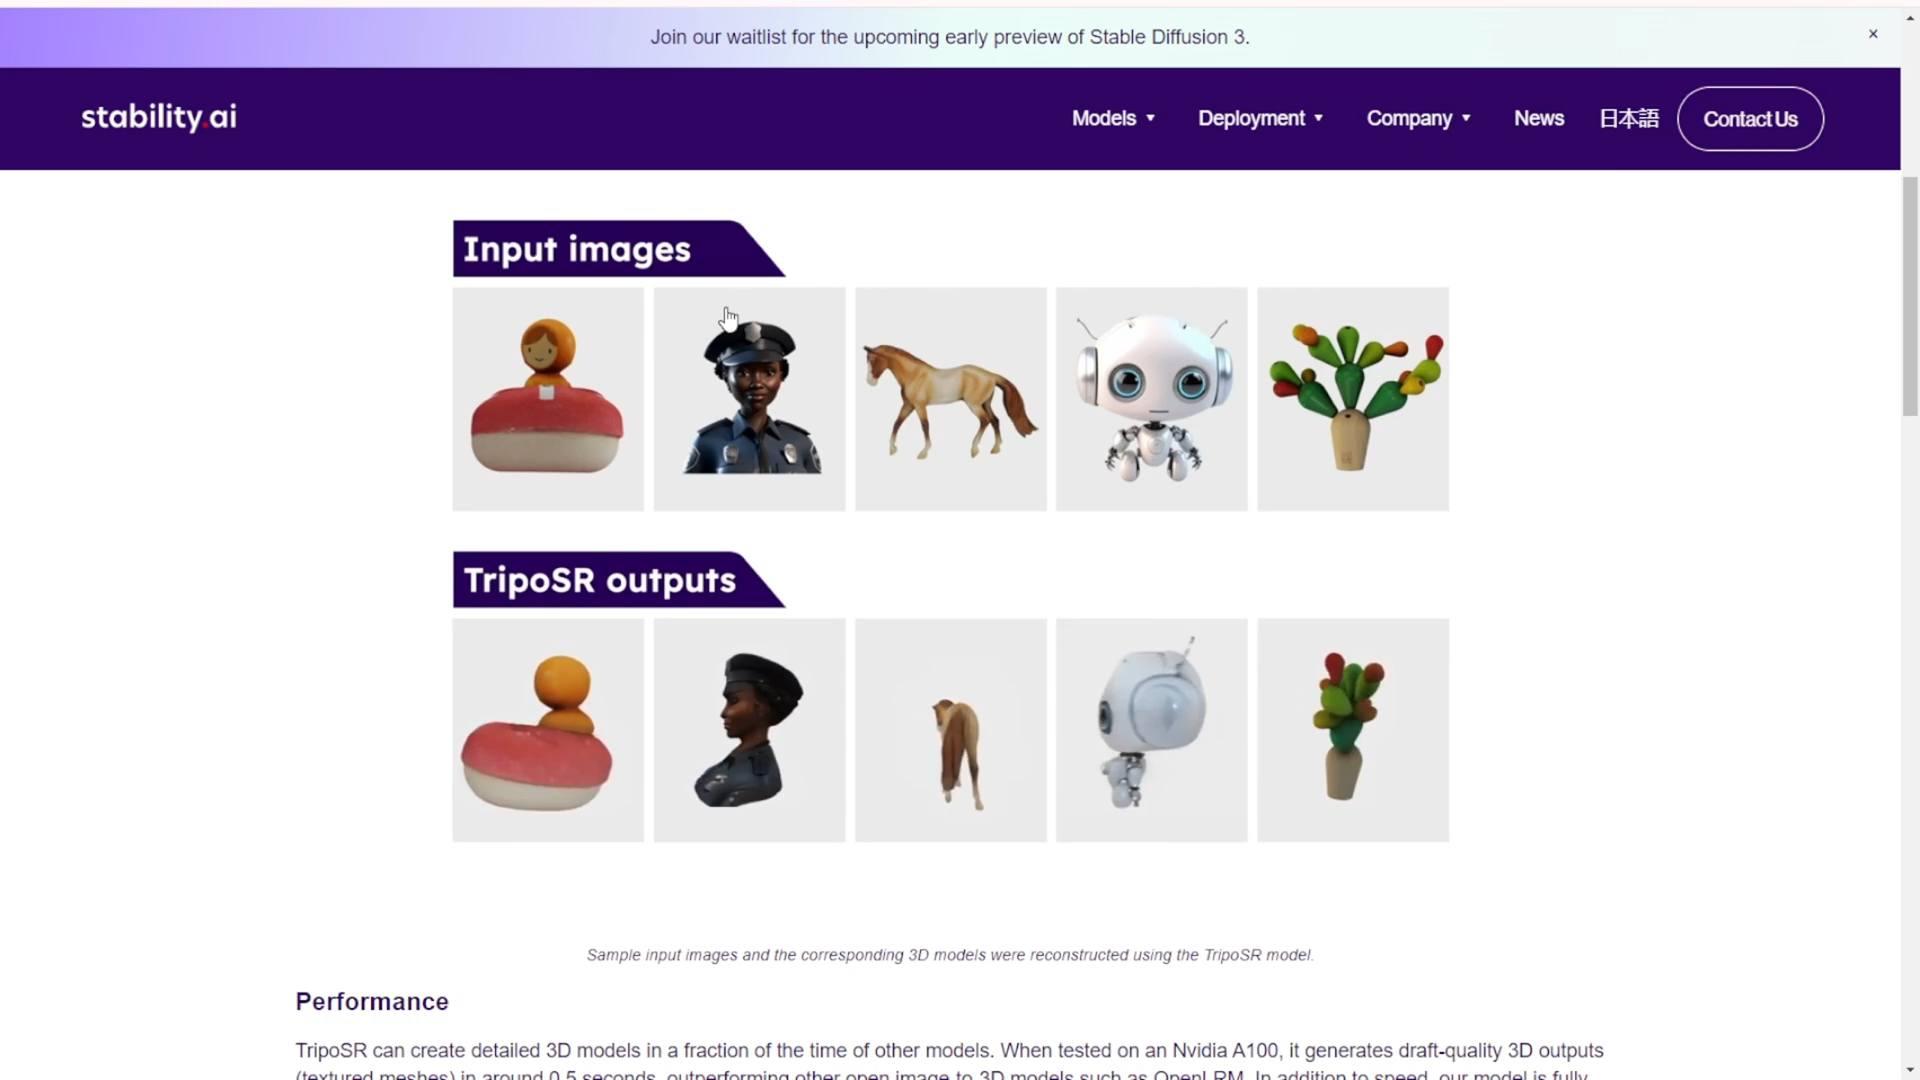 Join our waitlist for the upcoming early preview of Stable Diffusion 3.
×
stability.ai
Models
Deployment
Company
News
日本語
Contact Us
Input images
TripoSR outputs
Sample input images and the corresponding 3D models were reconstructed using the TripoSR model.
Performance
TripoSR can create detailed 3D models in a fraction of the time of other models. When tested on an Nvidia A100, it generates draft-quality 3D outputs
(textured meshes) in around 0.5 seconds, outperforming other open image-to-3D models such as OpenLRM. In addition to speed, our model is fully